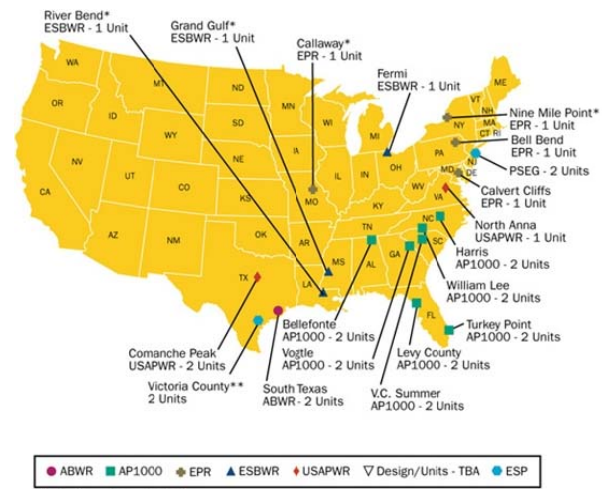 River Bend*
ESBWR - 1 Unit
Grand Gulf*
ESBWR - 1 Unit
Callaway*
EPR - 1 Unit
Fermi
ESBWR - 1 Unit
Nine Mile Point*
EPR - 1 Unit
Bell Bend
EPR - 1 Unit
PSEG - 2 Units
Calvert Cliffs
EPR - 1 Unit
North Anna
USAPWR - 1 Unit
Harris
AP1000 - 2 Units
William Lee
AP1000 - 2 Units
Turkey Point
AP1000 - 2 Units
Levy County
AP1000 - 2 Units
V.C. Summer
AP1000 - 2 Units
Bellefonte
AP1000 - 2 Units
Vogtle
AP1000 - 2 Units
South Texas
ABWR - 2 Units
Comanche Peak
USAPWR - 2 Units
Victoria County**
2 Units
WA
MT
ND
MN
ME
VT
NH
OR
ID
SD
WI
MI
NY
MA
CT RI
WY
NE
IA
PA
NJ
NV
UT
CO
IL
IN
OH
MD
DE
CA
KS
MO
KY
WV
VA
AZ
NM
OK
AR
TN
NC
SC
TX
LA
MS
AL
GA
FL
ABWR
AP1000
EPR
ESBWR
USAPWR
Design/Units - TBA
ESP